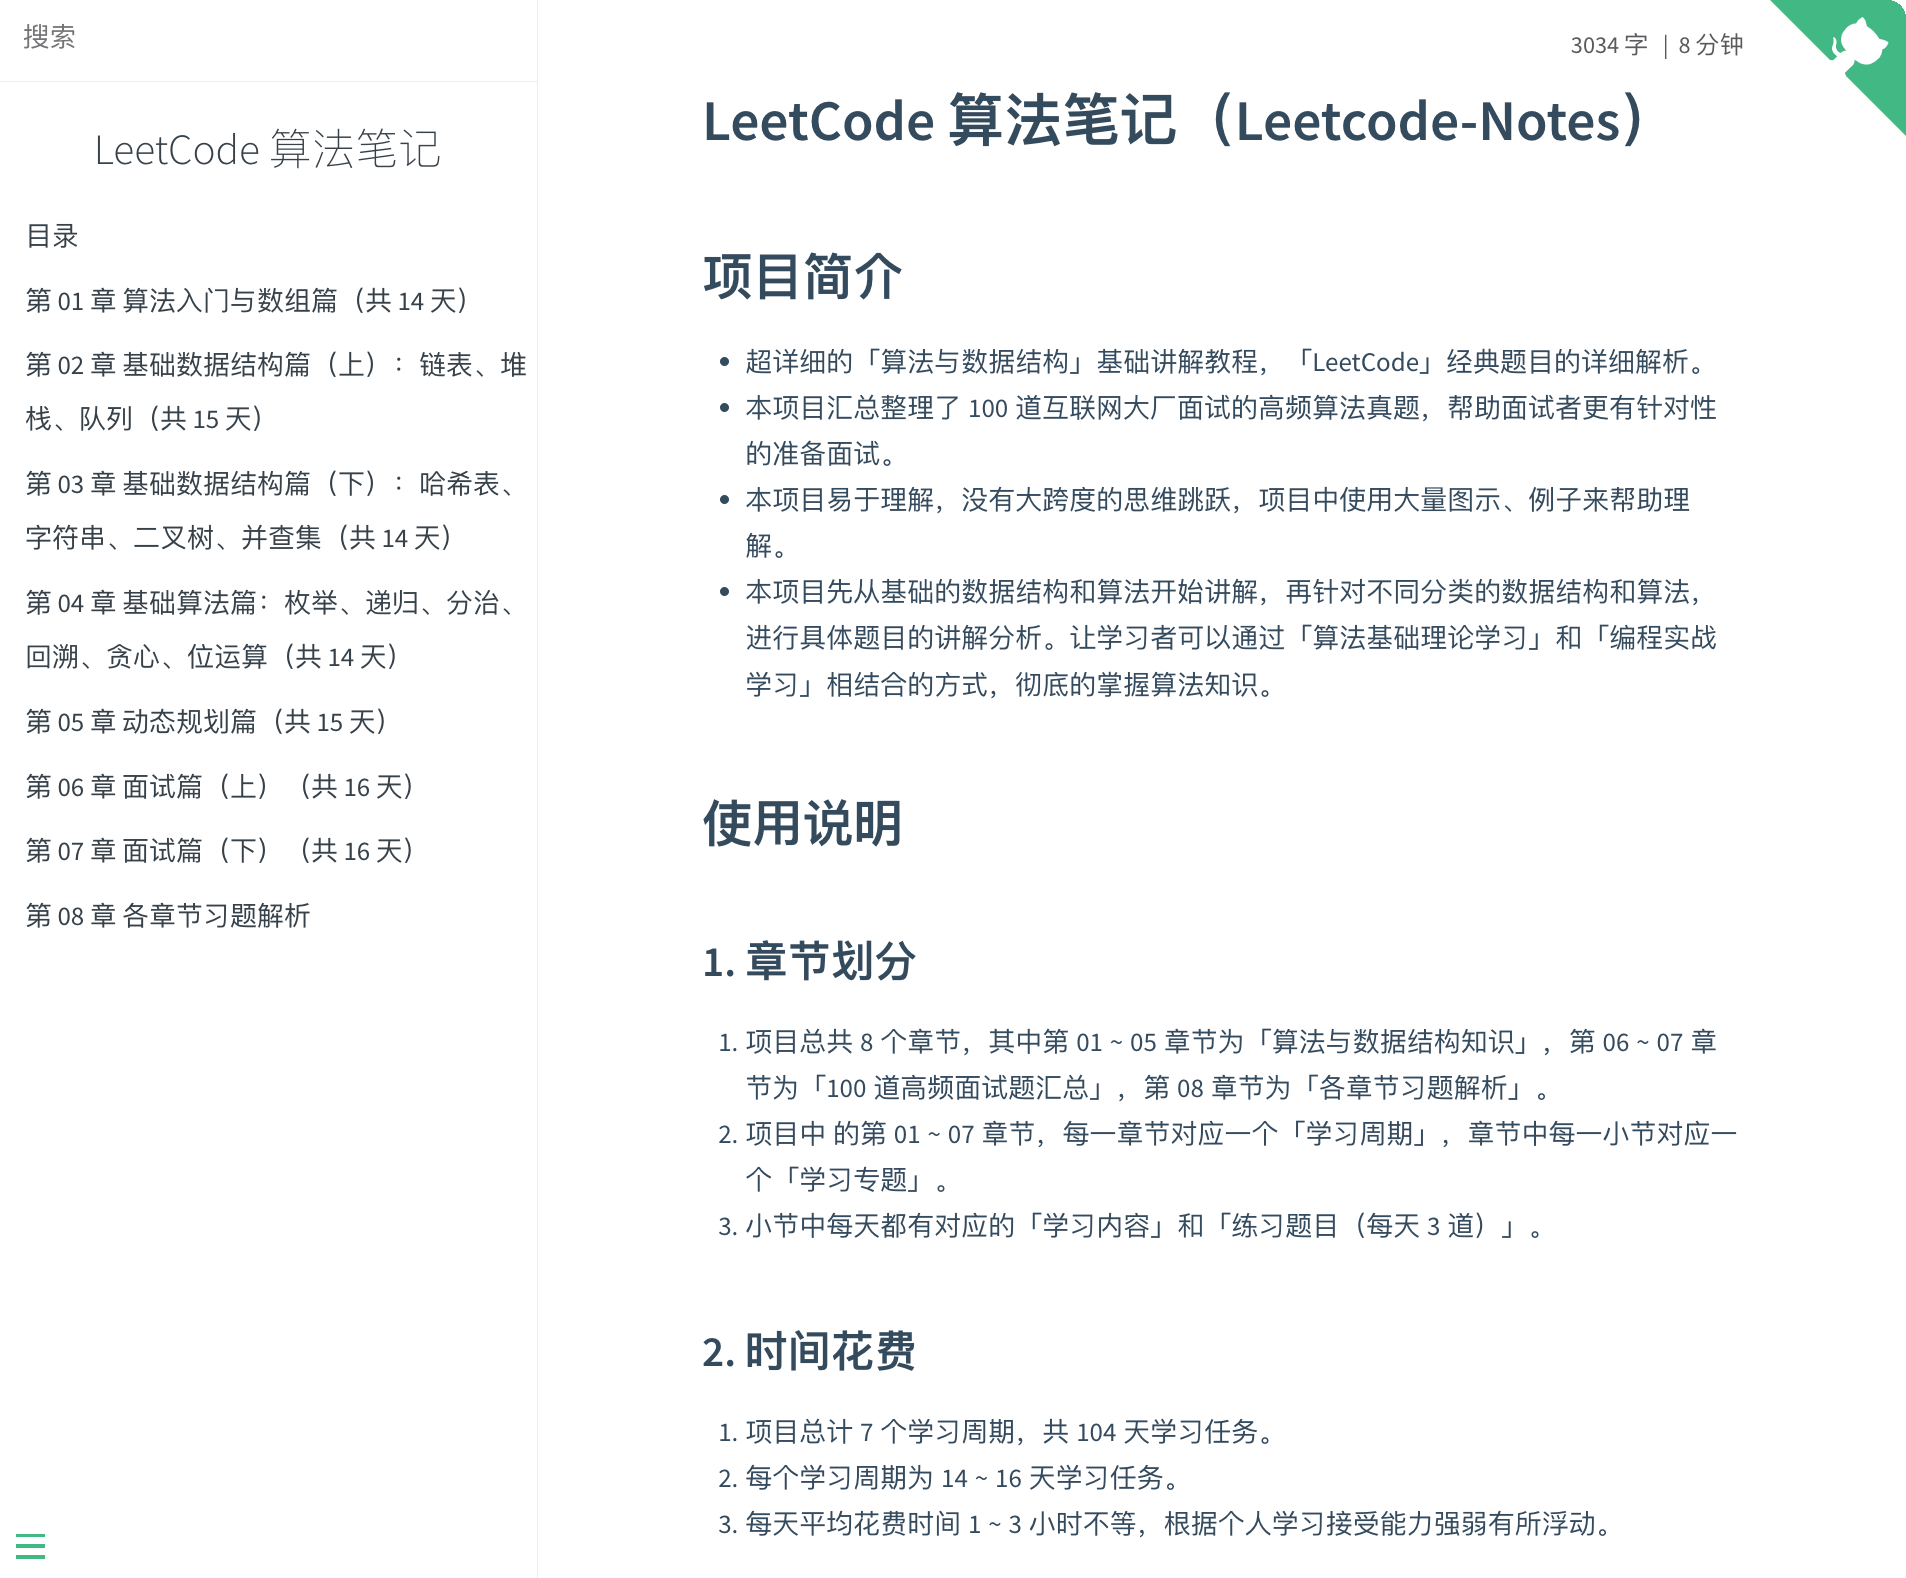 搜索
LeetCode 算法笔记
目录
第 01 章 算法入门与数组篇（共 14 天）
第 02 章 基础数据结构篇（上）：链表、堆
栈、队列（共 15 天）
第 03 章 基础数据结构篇（下）：哈希表、
字符串、二叉树、并查集（共 14 天）
第 04 章 基础算法篇：枚举、递归、分治、
回溯、贪心、位运算（共 14 天）
第 05 章 动态规划篇（共 15 天）
第 06 章 面试篇（上）（共 16 天）
第 07 章 面试篇（下）（共 16 天）
第 08 章 各章节习题解析
3034 字 | 8 分钟
LeetCode 算法笔记（Leetcode-Notes）
项目简介
• 超详细的「算法与数据结构」基础讲解教程，「LeetCode」经典题目的详细解析。
• 本项目汇总整理了 100 道互联网大厂面试的高频算法真题，帮助面试者更有针对性
的准备面试。
• 本项目易于理解，没有大跨度的思维跳跃，项目中使用大量图示、例子来帮助理
解。
• 本项目先从基础的数据结构和算法开始讲解，再针对不同分类的数据结构和算法，
进行具体题目的讲解分析。让学习者可以通过「算法基础理论学习」和「编程实战
学习」相结合的方式，彻底的掌握算法知识。
使用说明
1. 章节划分
1. 项目总共 8 个章节，其中第 01 ~ 05 章节为「算法与数据结构知识」，第 06 ~ 07 章
节为「100 道高频面试题汇总」，第 08 章节为「各章节习题解析」。
2. 项目中 的第 01 ~ 07 章节，每一章节对应一个「学习周期」，章节中每一小节对应一
个「学习专题」。
3. 小节中每天都有对应的「学习内容」和「练习题目（每天 3 道）」。
2. 时间花费
1. 项目总计 7 个学习周期，共 104 天学习任务。
2. 每个学习周期为 14 ~ 16 天学习任务。
3. 每天平均花费时间 1 ~ 3 小时不等，根据个人学习接受能力强弱有所浮动。